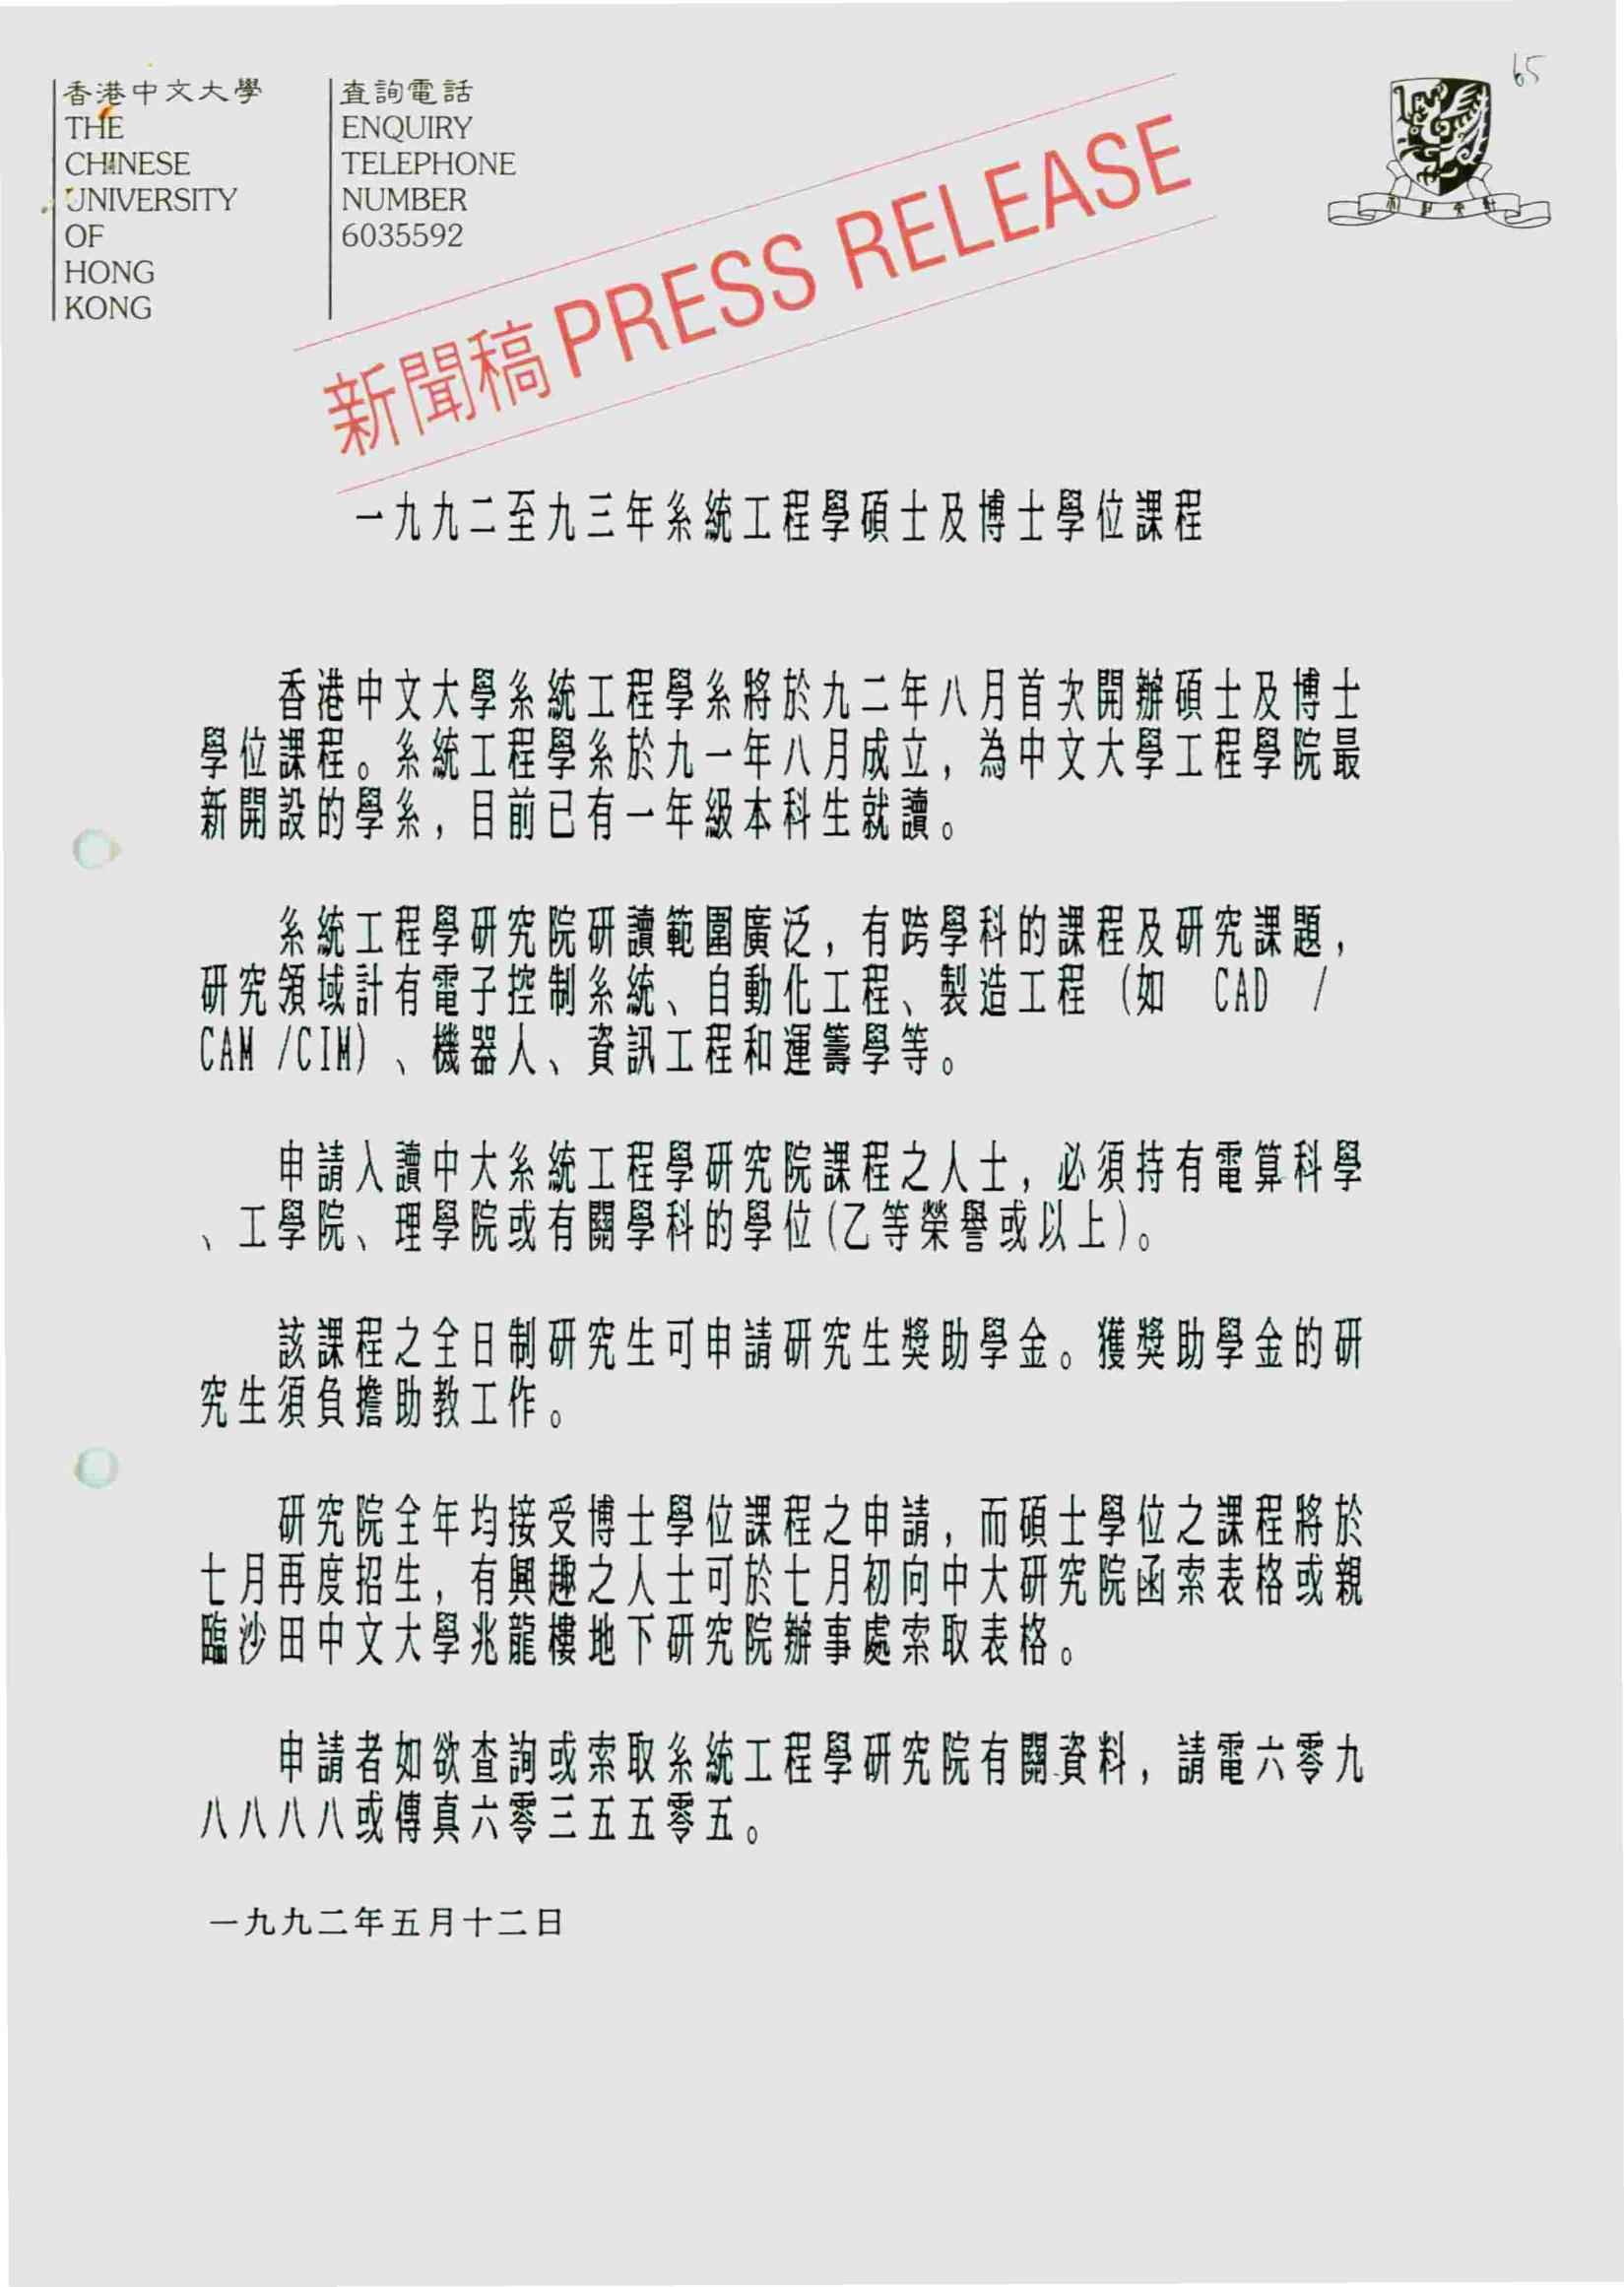 65
香港中文大學
THE
CHINESE
UNIVERSITY
OF
HONG
KONG
查詢電話
ENQUIRY
TELEPHONE
NUMBER
6035592
新聞稿 PRESS RELEASE
一九九二至九三年系統工程學碩士及博士學位課程
香港中文大學系統工程學系將於九二年八月首次開辦碩士及博士
學位課程。系統工程學系於九一年八月成立，為中文大學工程學院最
新開設的學系，目前已有一年級本科生就讀。
系統工程學研究院研讀範圍廣泛，有跨學科的課程及研究課題，
研究領域計有電子控制系統、自動化工程、製造工程（如 CAD /
CAM /CIM)、機器人、資訊工程和運籌學等。
申請入讀中大系統工程學研究院課程之人士，必須持有電算科學
、工學院、理學院或有關學科的學位(乙等榮譽或以上)。
該課程之全日制研究生可申請研究生獎助學金。獲獎助學金的研
究生須負擔助教工作。
研究院全年均接受博士學位課程之申請，而碩士學位之課程將於
七月再度招生，有興趣之人士可於七月初向中大研究院函索表格或親
臨沙田中文大學兆龍樓地下研究院辦事處索取表格。
申請者如欲查詢或索取系統工程學研究院有關資料，請電六零九
八八八八或傳真六零三五五零五。
一九九二年五月十二日